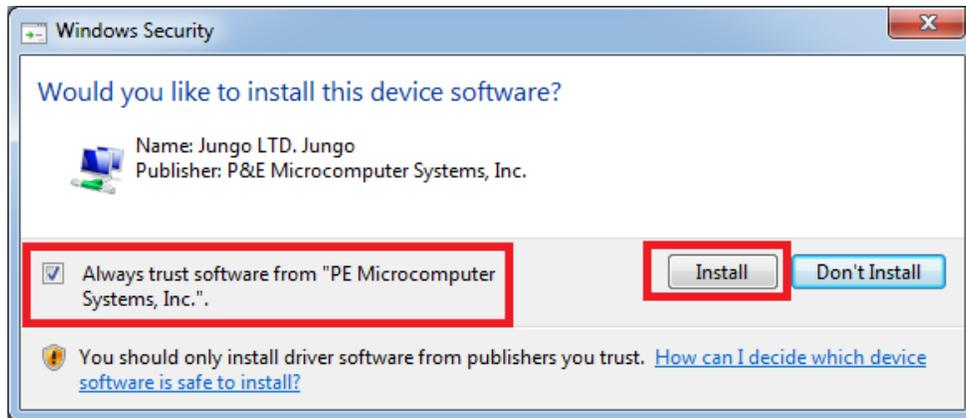 Windows Security
Would you like to install this device software?
Name: Jungo LTD. Jungo
Publisher: P&E Microcomputer Systems, Inc.
Always trust software from "PE Microcomputer
Systems, Inc.".
Install
Don't Install
You should only install driver software from publishers you trust. How can I decide which device
software is safe to install?